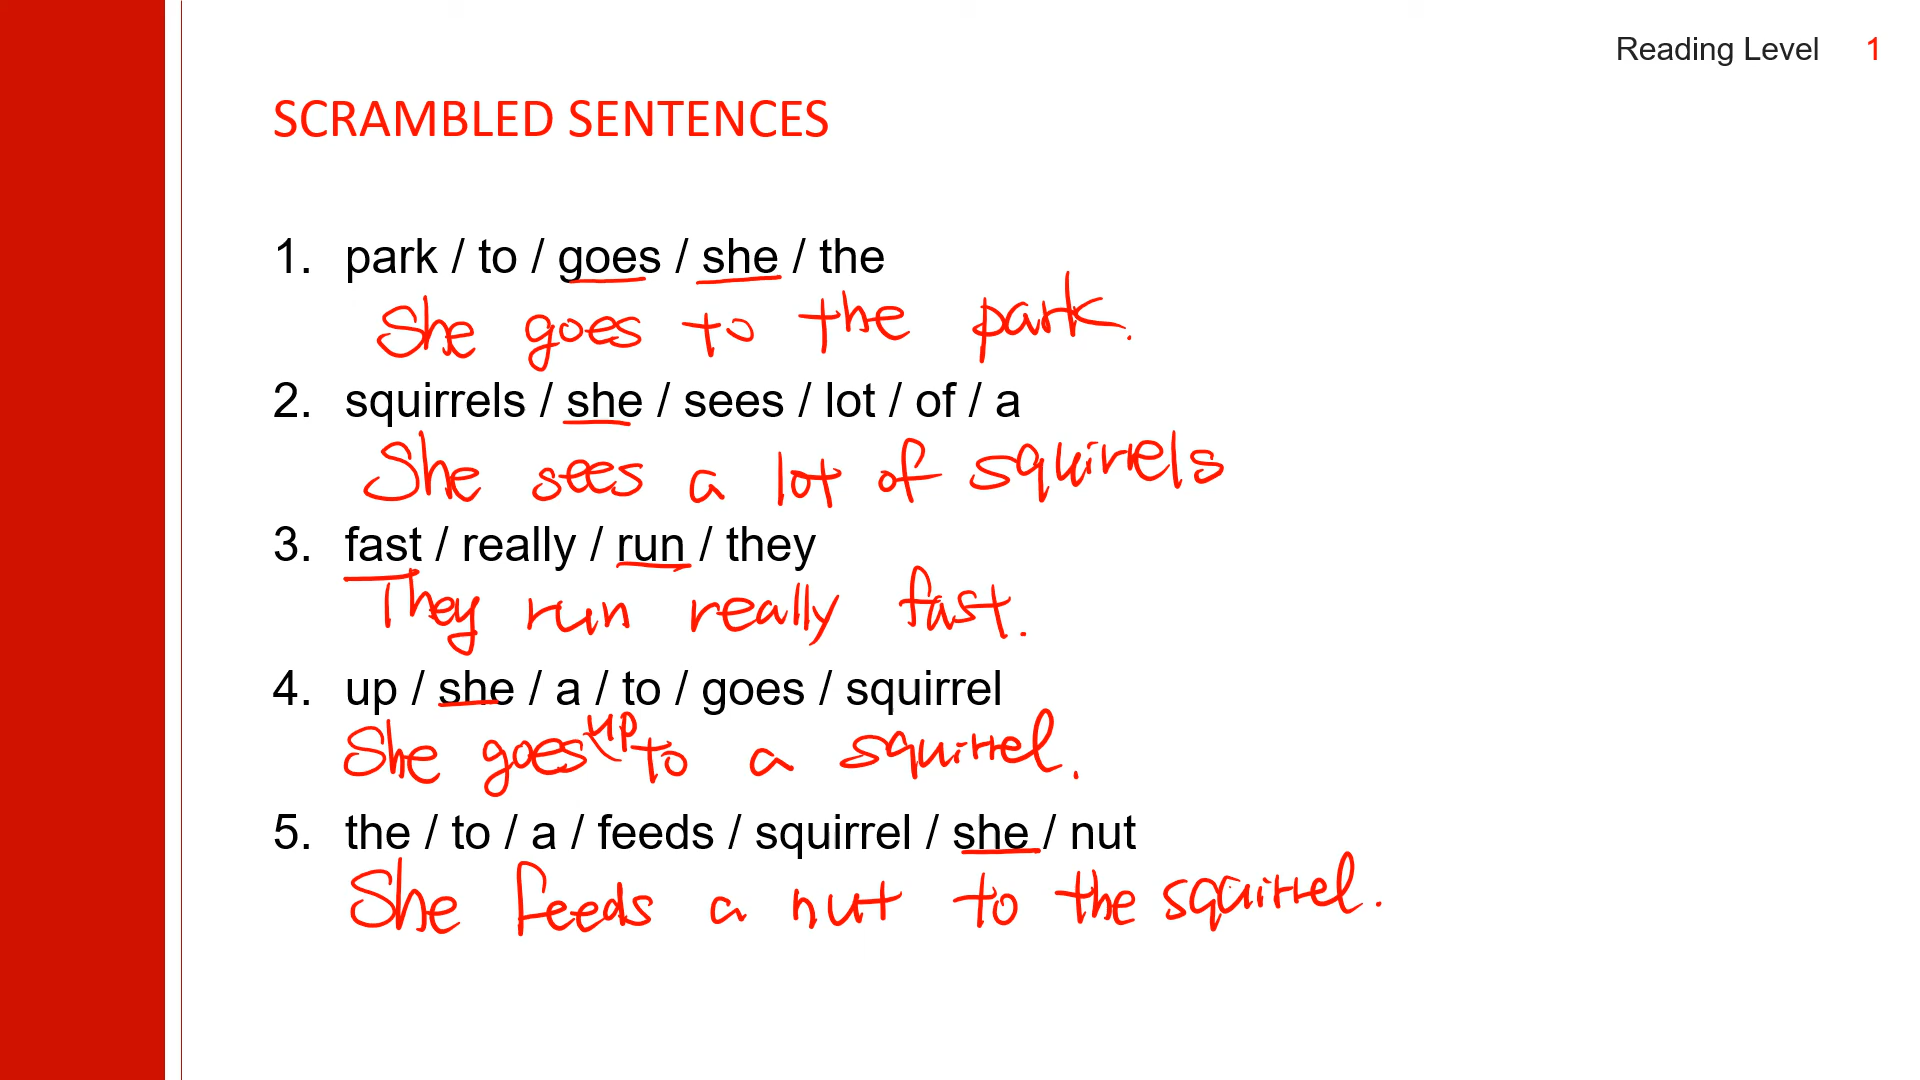 Reading Level 1
SCRAMBLED SENTENCES
1. park / to / goes / she / the
She goes to the park.
2. squirrels / she / sees / lot / of / a
She sees a lot of squirrels
3. fast / really / run / they
They run really fast.
4. up / she / a / to / goes / squirrel
She goes up to a squirrel.
5. the / to / a / feeds / squirrel / she / nut
She feeds a nut to the squirrel.